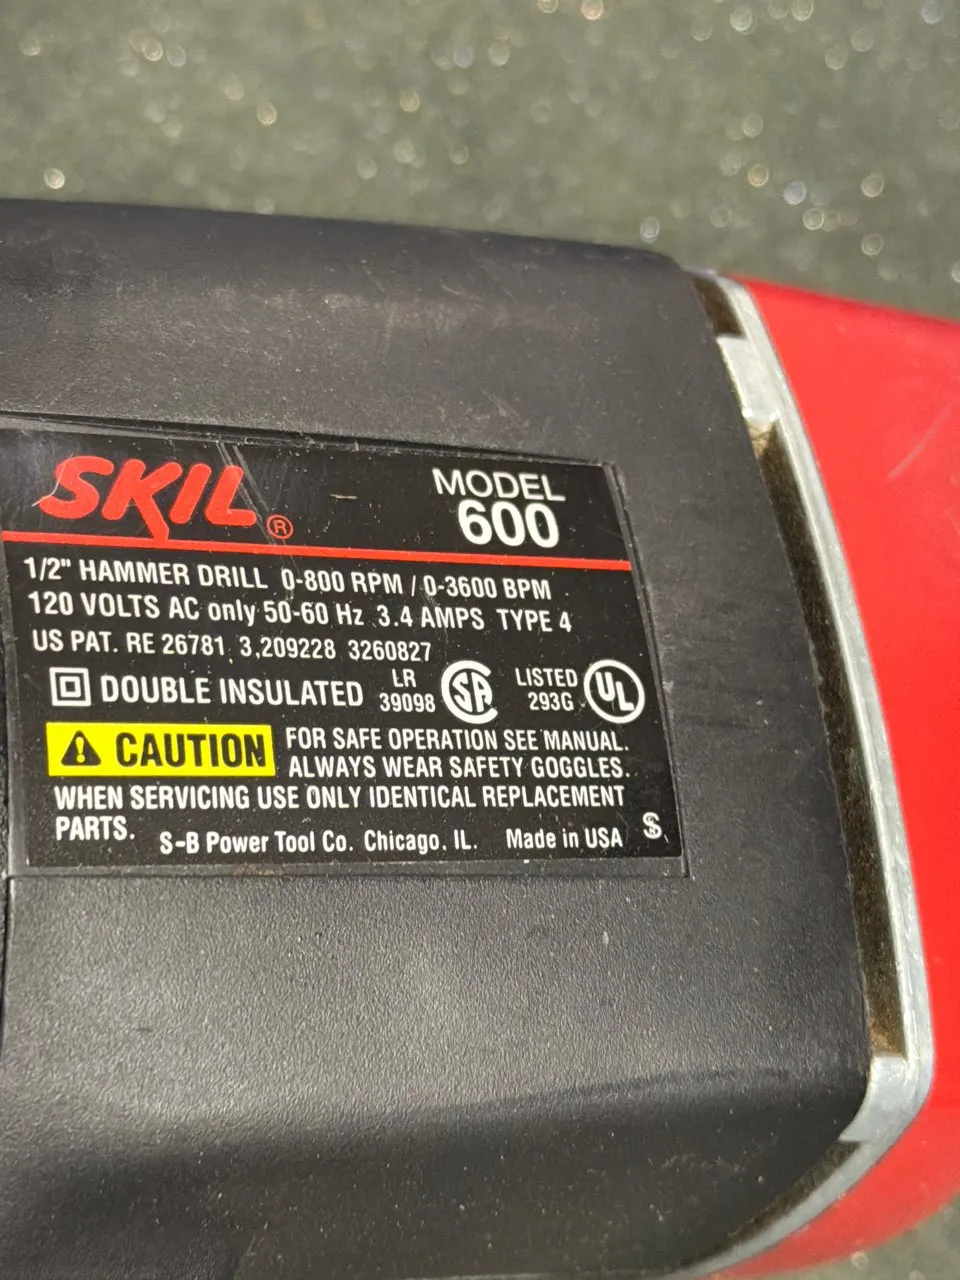 SKIL®
MODEL
600
1/2" HAMMER DRILL 0-800 RPM / 0-3600 BPM
120 VOLTS AC only 50-60 Hz 3.4 AMPS TYPE 4
US PAT. RE 26781, 3,209228 3260827
DOUBLE INSULATED LR 39098 SA LISTED 293G UL
CAUTION FOR SAFE OPERATION SEE MANUAL.
ALWAYS WEAR SAFETY GOGGLES.
WHEN SERVICING USE ONLY IDENTICAL REPLACEMENT
PARTS. S-B Power Tool Co. Chicago, IL. Made in USA S